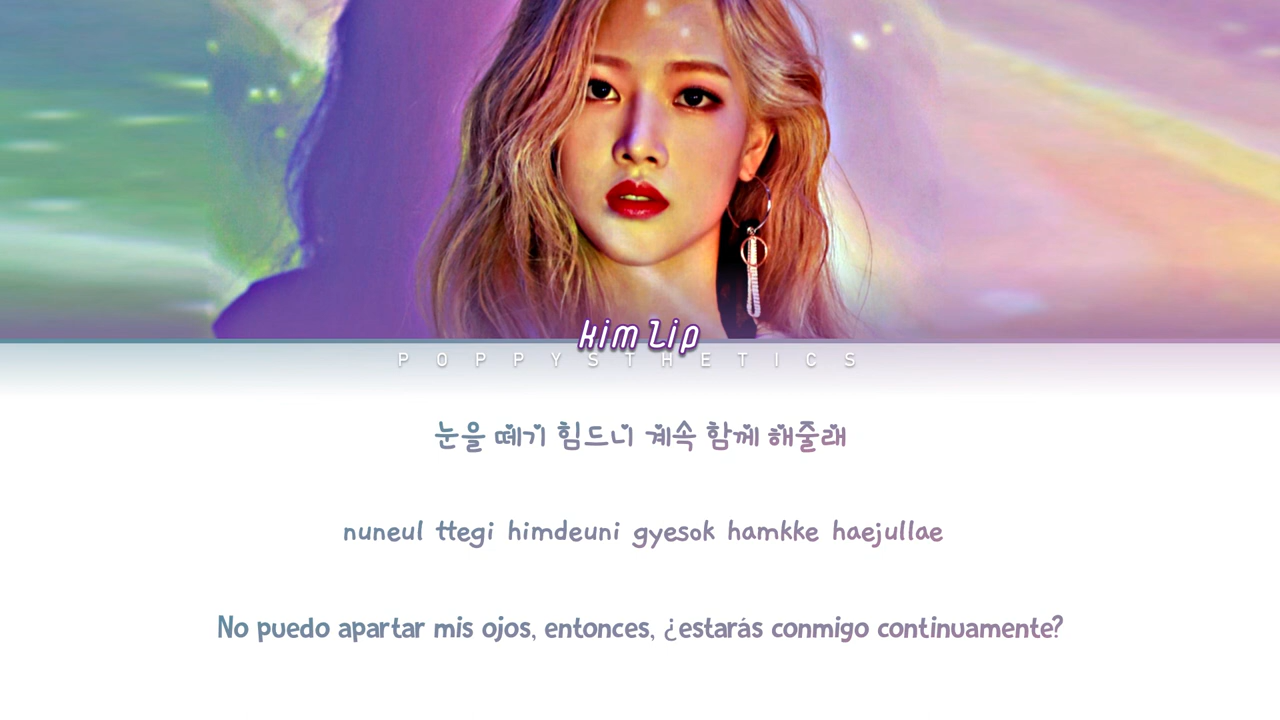 kim lip
POPPYSTHETICS
눈을 떼기 힘드니 계속 함께 해줄래
nuneul ttegi himdeuni gyesok hamkke haejullae
No puedo apartar mis ojos, entonces, ¿estarás conmigo continuamente?